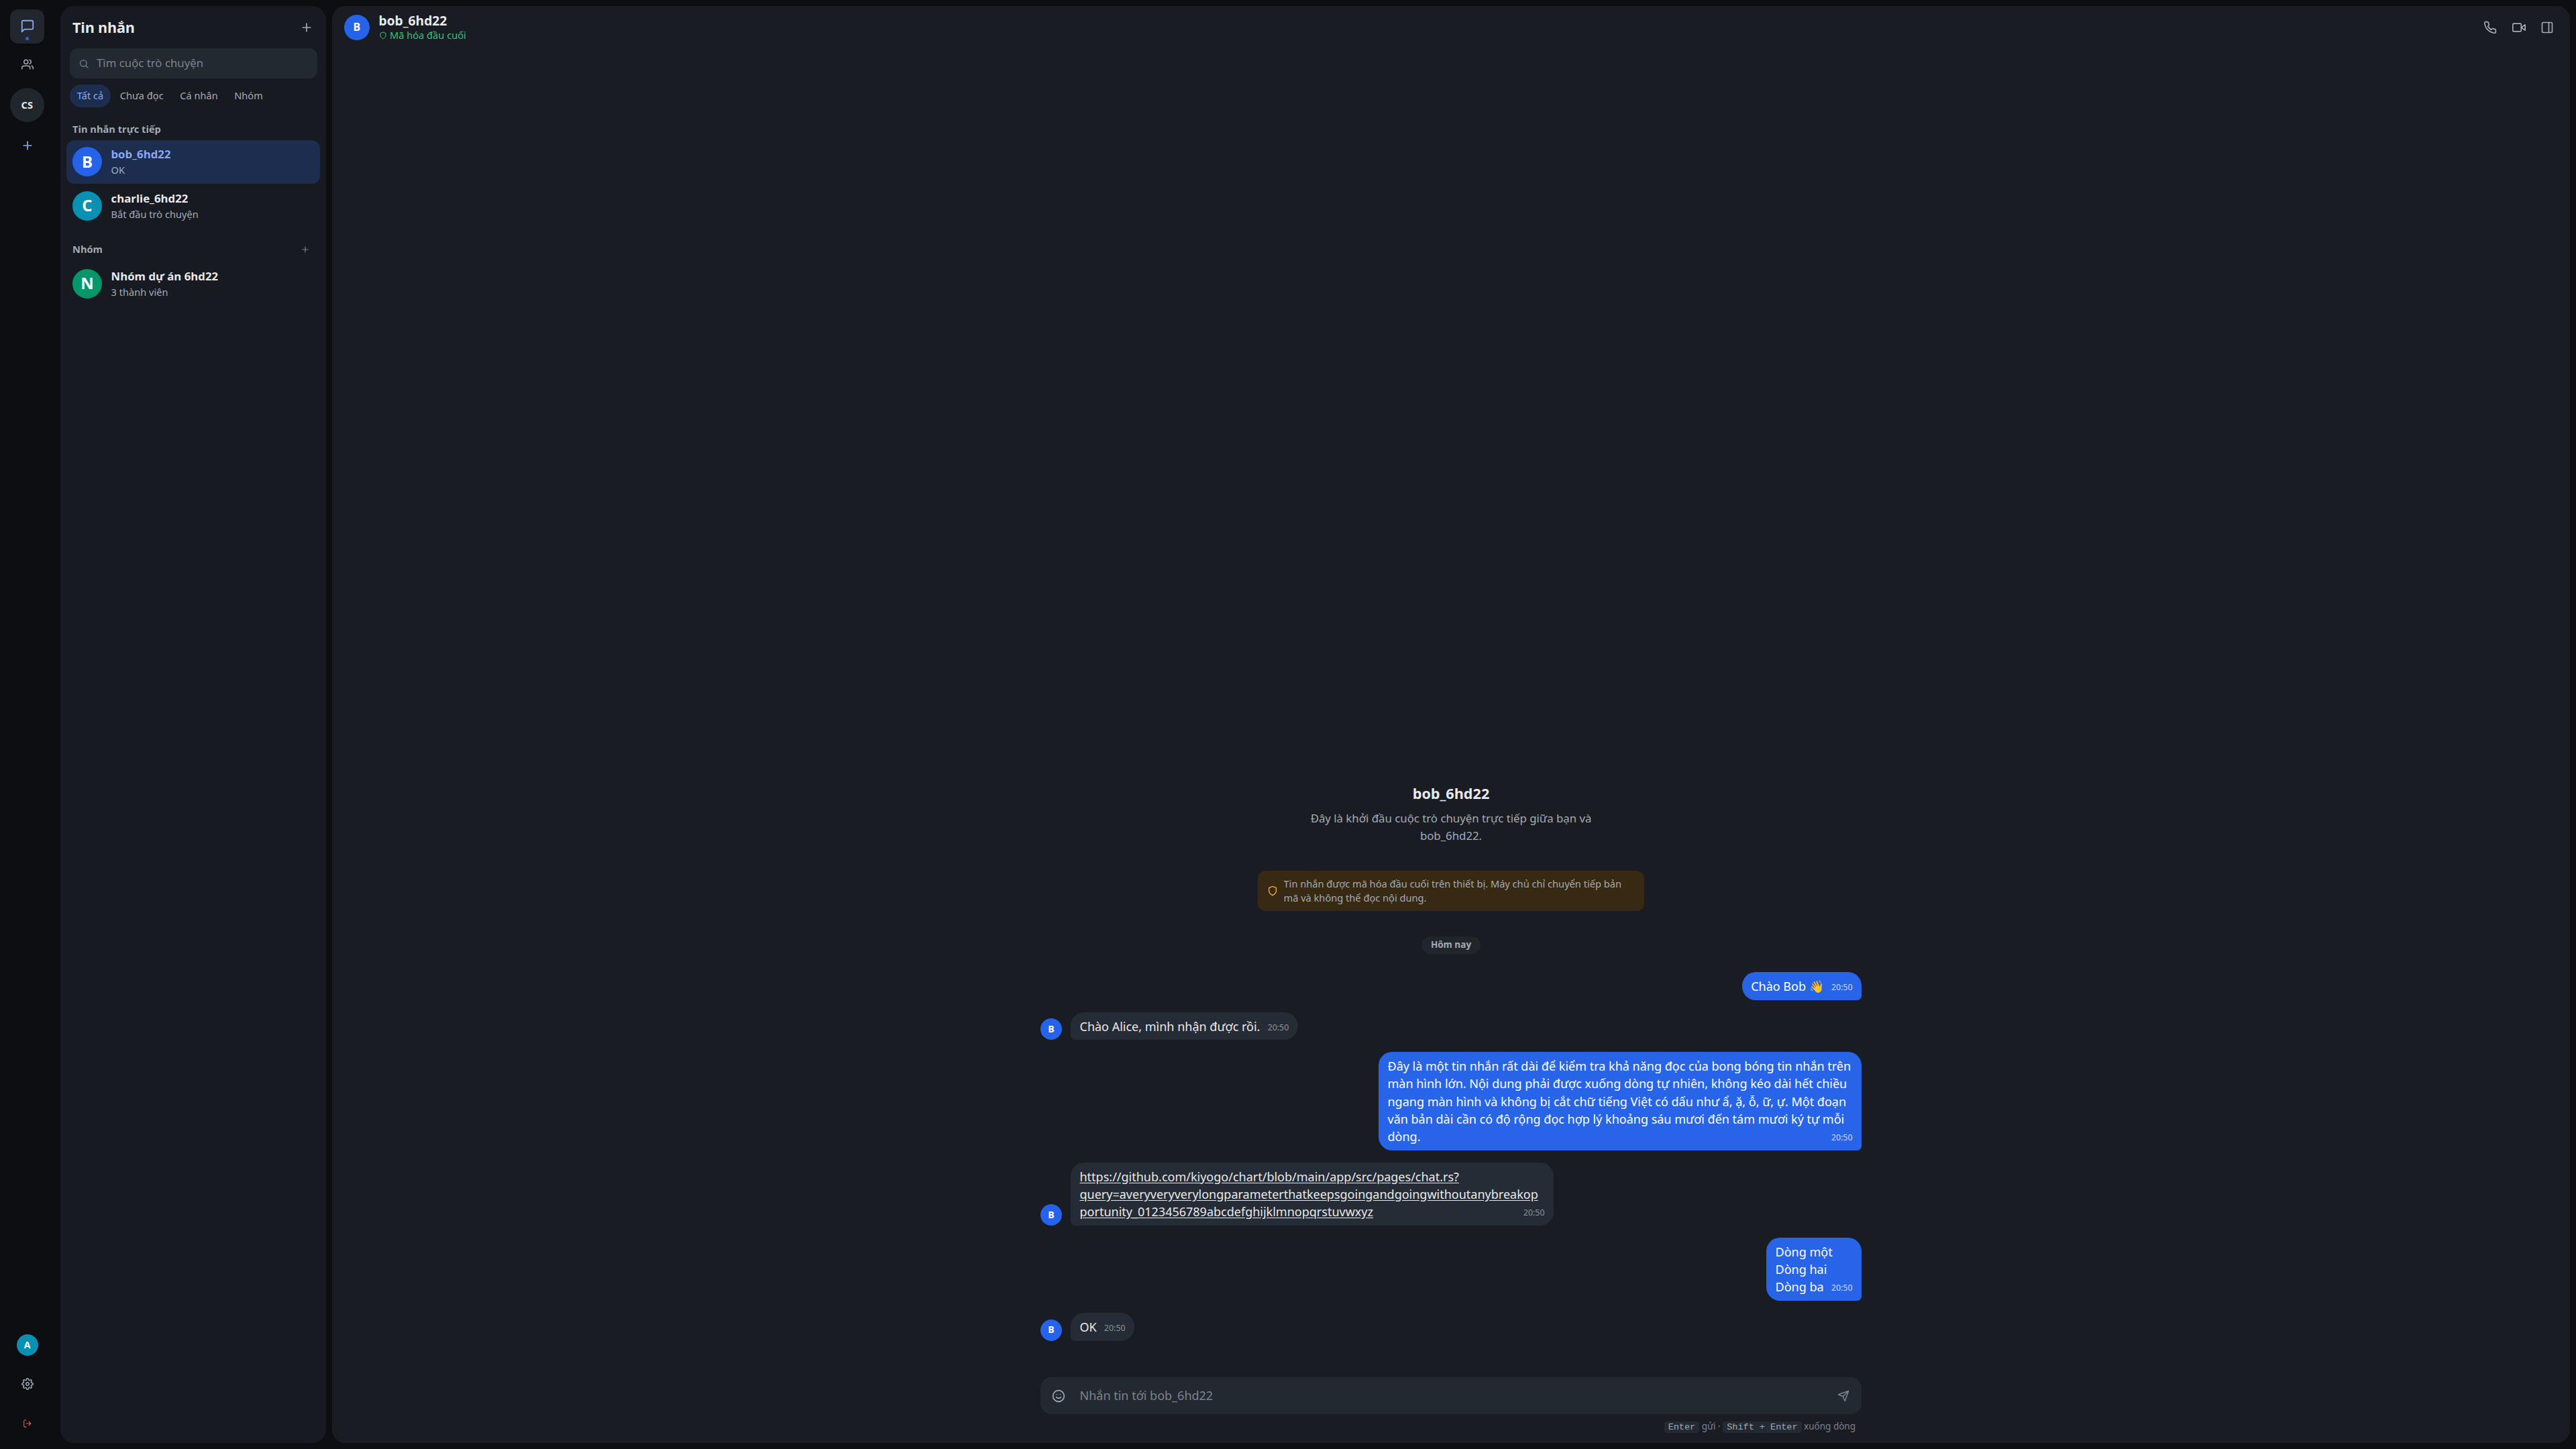 Tin nhắn
Tìm cuộc trò chuyện
Tất cả Chưa đọc Cá nhân Nhóm
CS
Tin nhắn trực tiếp
B
bob_6hd22
OK
C
charlie_6hd22
Bắt đầu trò chuyện
Nhóm
N
Nhóm dự án 6hd22
3 thành viên
A
B
bob_6hd22
Mã hóa đầu cuối
bob_6hd22
Đây là khởi đầu cuộc trò chuyện trực tiếp giữa bạn và
bob_6hd22.
Tin nhắn được mã hóa đầu cuối trên thiết bị. Máy chủ chỉ chuyển tiếp bản
mã và không thể đọc nội dung.
Hôm nay
Chào Bob 👋 20:50
B
Chào Alice, mình nhận được rồi. 20:50
Đây là một tin nhắn rất dài để kiểm tra khả năng đọc của bong bóng tin nhắn trên
màn hình lớn. Nội dung phải được xuống dòng tự nhiên, không kéo dài hết chiều
ngang màn hình và không bị cắt chữ tiếng Việt có dấu như ấ, ặ, ỗ, ữ, ự. Một đoạn
văn bản dài cần có độ rộng đọc hợp lý khoảng sáu mươi đến tám mươi ký tự mỗi
dòng. 20:50
https://github.com/kiyogo/chart/blob/main/app/src/pages/chat.rs?
query=averyveryverylongparameterthatkeepsgoingandgoingwithoutanybreakop
portunity_0123456789abcdefghijklmnopqrstuvwxyz 20:50
B
Dòng một
Dòng hai
Dòng ba 20:50
B
OK 20:50
Nhắn tin tới bob_6hd22
Enter gửi · Shift + Enter xuống dòng